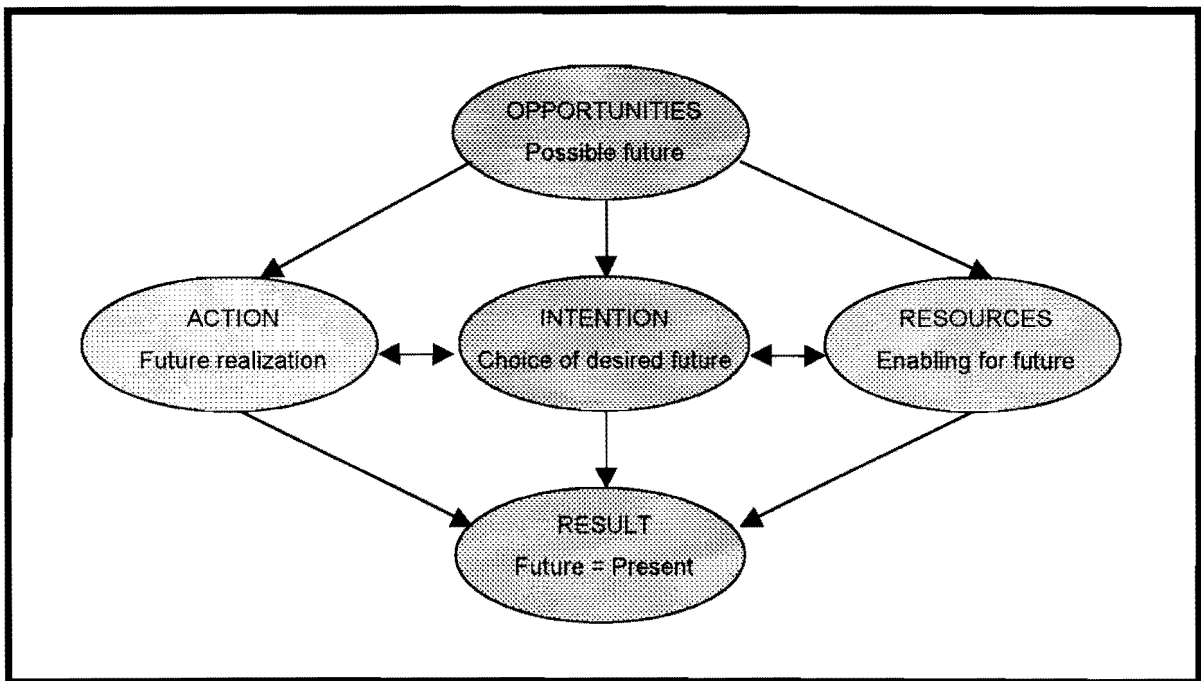 OPPORTUNITIES
Possible future
ACTION
Future realization
INTENTION
Choice of desired future
RESOURCES
Enabling for future
RESULT
Future = Present